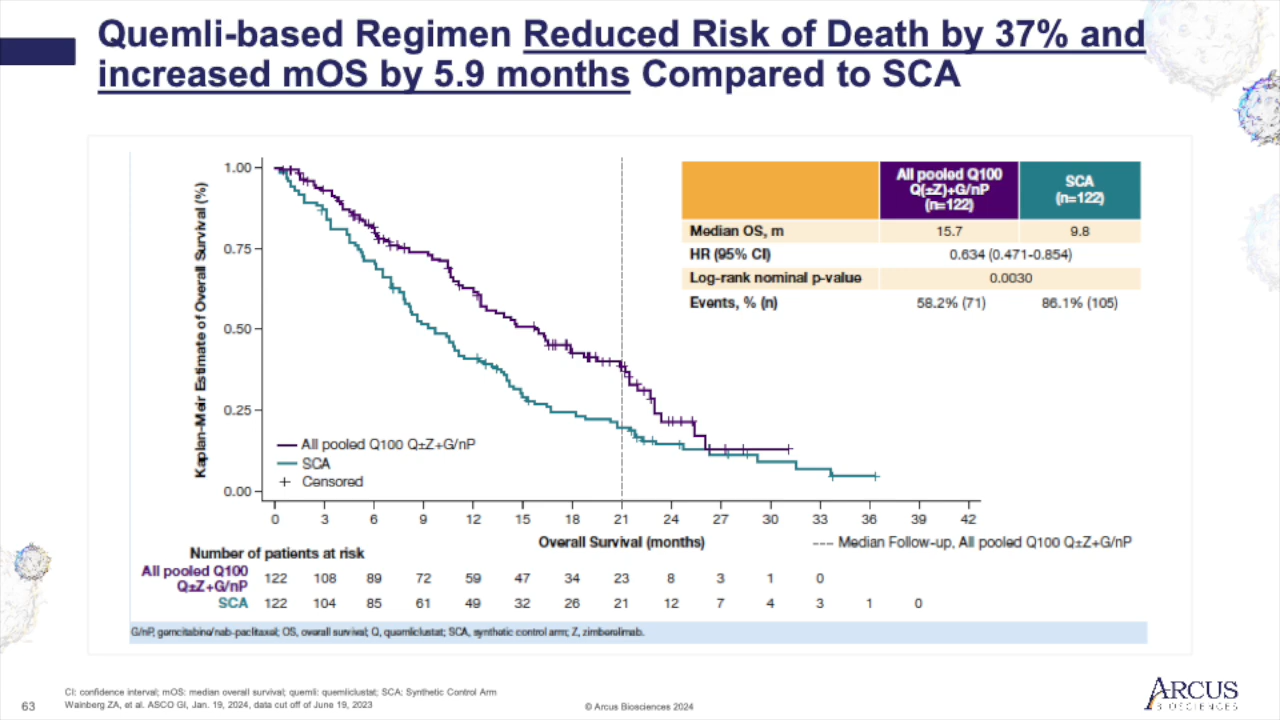 Quemli-based Regimen Reduced Risk of Death by 37% and
increased mOS by 5.9 months Compared to SCA
Kaplan-Meir Estimate of Overall Survival (%)
1.00
0.75
0.50
0.25
0.00
All pooled Q100 Q±Z+G/nP
SCA
Censored
0 3 6 9 12 15 18 21 24 27 30 33 36 39 42
Overall Survival (months)
--- Median Follow-up, All pooled Q100 Q±Z+G/nP
All pooled Q100 Q(±Z)+G/nP (n=122) SCA (n=122)
Median OS, m 15.7 9.8
HR (95% CI) 0.634 (0.471-0.854)
Log-rank nominal p-value 0.0030
Events, % (n) 58.2% (71) 86.1% (105)
Number of patients at risk
All pooled Q100 Q±Z+G/nP 122 108 89 72 59 47 34 23 8 3 1 0
SCA 122 104 85 61 49 32 26 21 12 7 4 3 1 0
G/nP, gemcitabine/nab-paclitaxel; OS, overall survival; Q, quemliclustat; SCA, synthetic control arm; Z, zimberelimab.
CI: confidence interval; mOS: median overall survival; quemli: quemliclustat; SCA: Synthetic Control Arm
Wainberg ZA, et al. ASCO GI, Jan. 19, 2024, data cut off of June 19, 2023
63
© Arcus Biosciences 2024
ARCUS
BIOSCIENCES